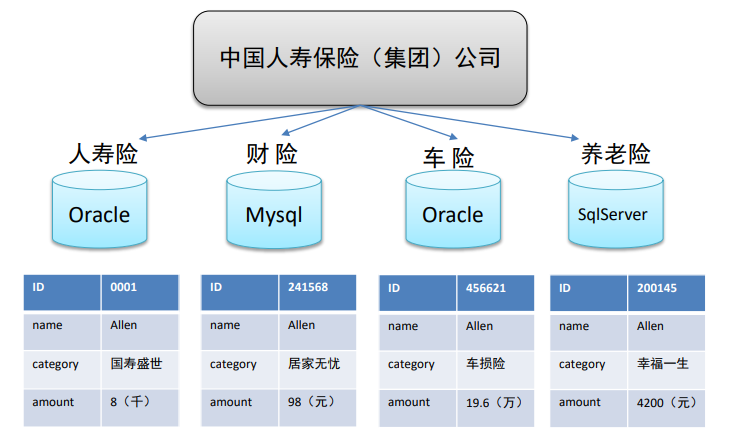 中国人寿保险（集团）公司
人寿险 财 险 车 险 养老险
Oracle Mysql Oracle SqlServer
ID 0001 ID 241568 ID 456621 ID 200145
name Allen name Allen name Allen name Allen
category 国寿盛世 category 居家无忧 category 车损险 category 幸福一生
amount 8（千） amount 98（元） amount 19.6（万） amount 4200（元）